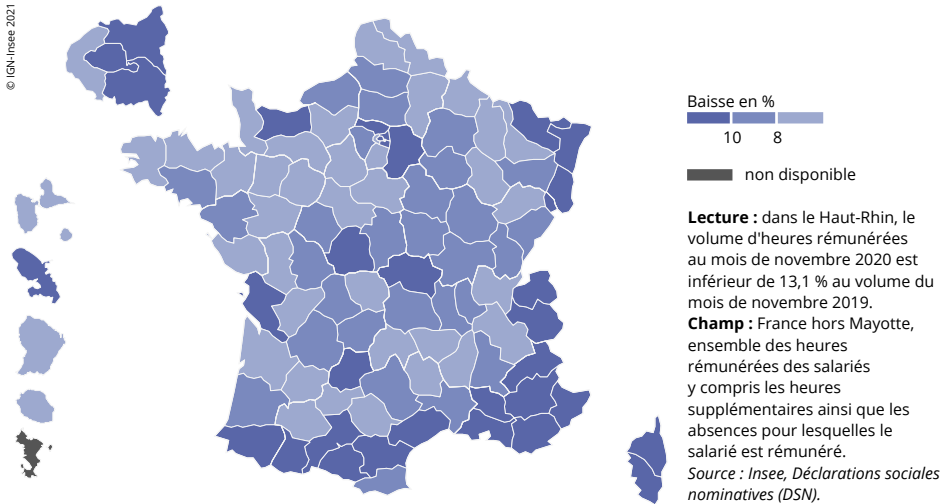 © IGN-Insee 2021
Baisse en %
10 8
non disponible
Lecture : dans le Haut-Rhin, le
volume d'heures rémunérées
au mois de novembre 2020 est
inférieur de 13,1 % au volume du
mois de novembre 2019.
Champ : France hors Mayotte,
ensemble des heures
rémunérées des salariés
y compris les heures
supplémentaires ainsi que les
absences pour lesquelles le
salarié est rémunéré.
Source : Insee, Déclarations sociales
nominatives (DSN).